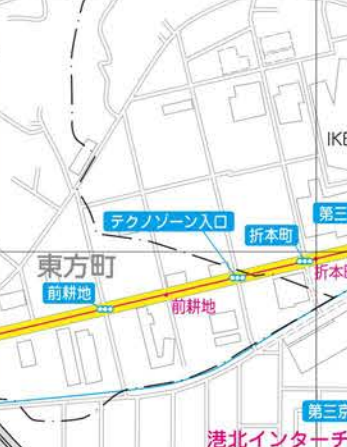 IKE
テクノゾーン入口
第三
折本町
東方町
折本
前耕地
前耕地
第三京
港北インターチ